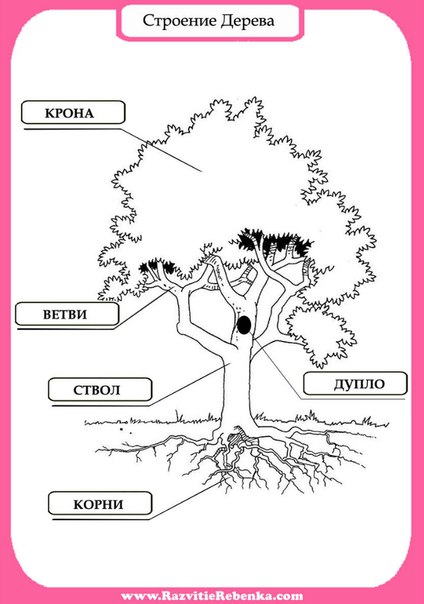 Строение Дерева
КРОНА
ВЕТВИ
СТВОЛ
ДУПЛО
КОРНИ
www.RazvitieRebenka.com